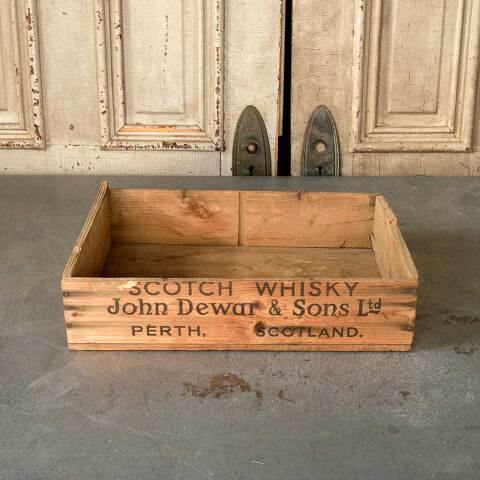 SCOTCH WHISKY
John Dewar & Sons Ltd
PERTH, SCOTLAND.